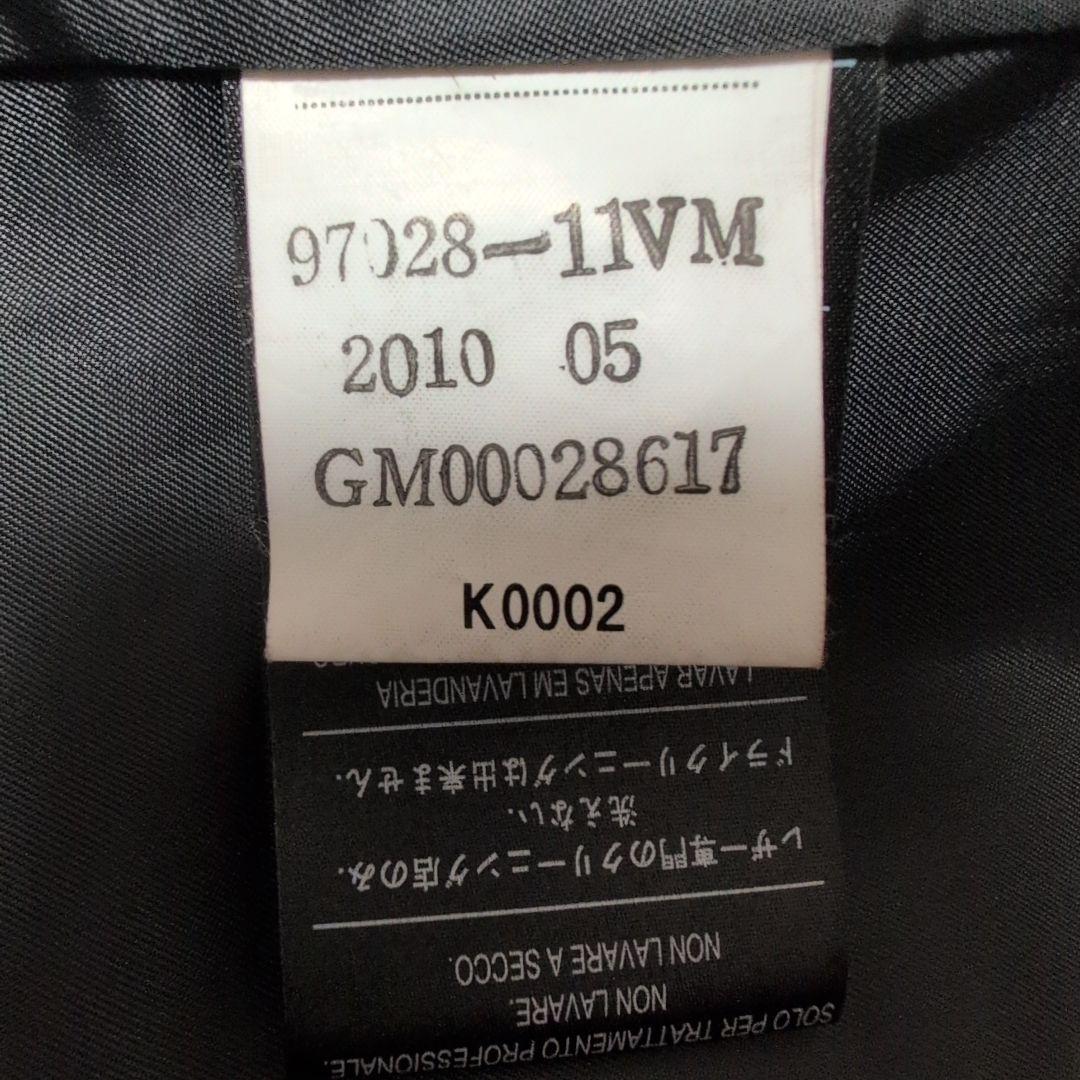 97028-11VM
2010 05
GM00028617
K0002
SOLO PER TRATTAMENTO PROFESSIONALE.
NON LAVARE.
NON LAVARE A SECCO.
レザー専門のクリーニング店のみ.
洗えない.
ドライクリーニングは出来ません.
LAVAR APENAS EM LAVANDERIA